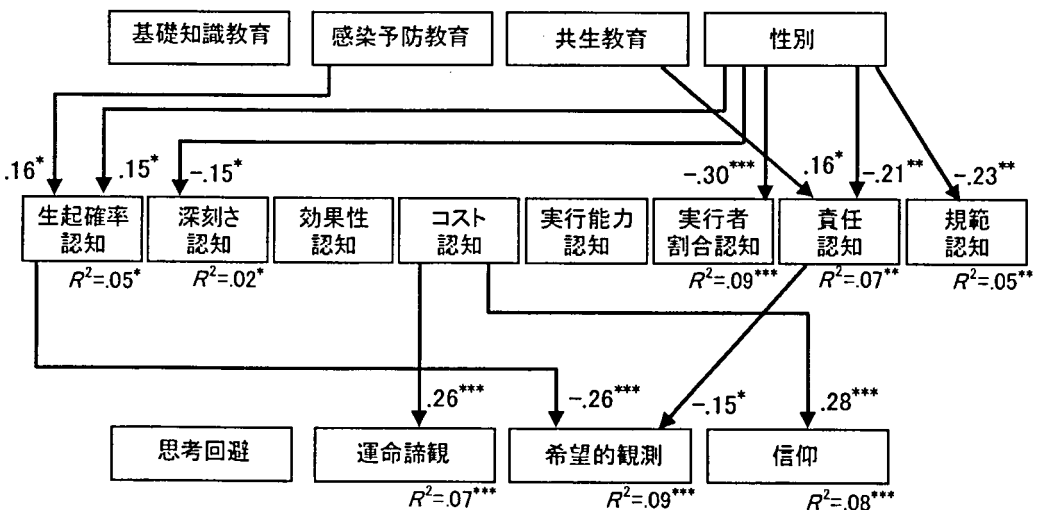 基礎知識教育
感染予防教育
共生教育
性別
.16*
.15*
-.15*
-.30***
.16*
-.21**
-.23**
生起確率
認知
深刻さ
認知
効果性
認知
コスト
認知
実行能力
認知
実行者
割合認知
責任
認知
規範
認知
R²=.05*
R²=.02*
R²=.09***
R²=.07**
R²=.05**
.26***
-.26***
-.15*
.28***
思考回避
運命諦観
希望的観測
信仰
R²=.07***
R²=.09***
R²=.08***